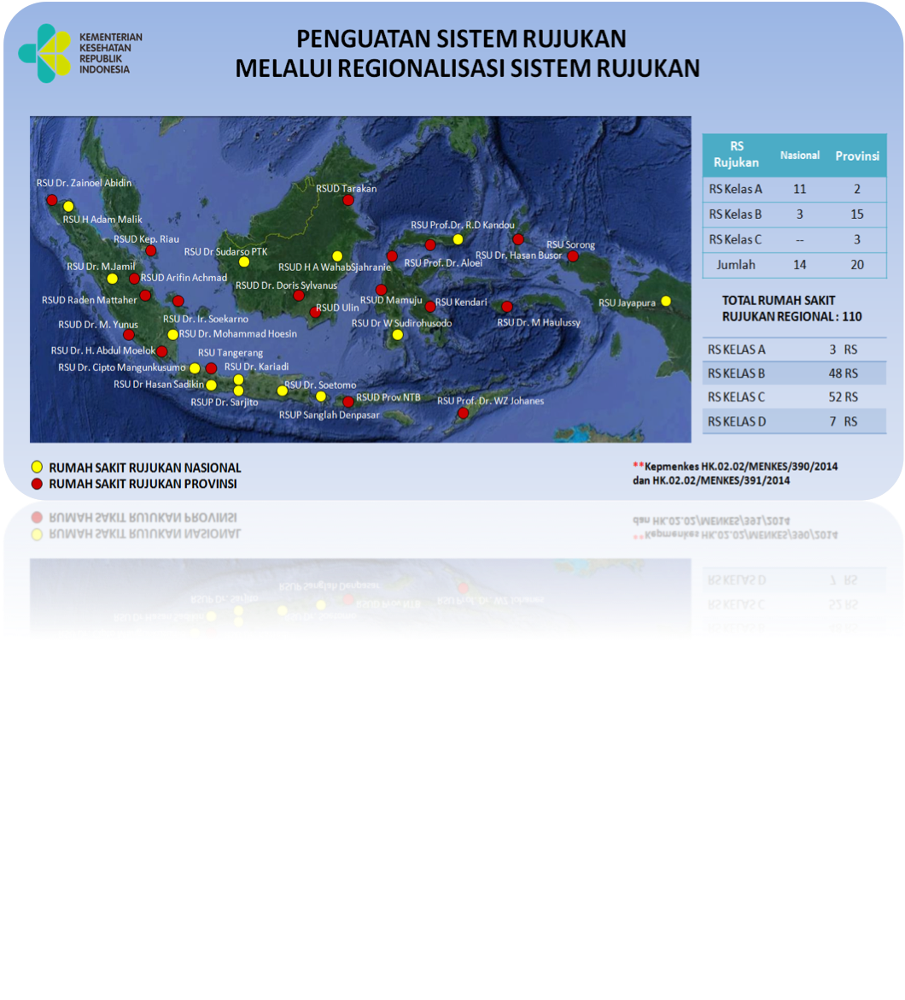 KEMENTERIAN
KESEHATAN
REPUBLIK
INDONESIA
PENGUATAN SISTEM RUJUKAN
MELALUI REGIONALISASI SISTEM RUJUKAN
RSU Dr. Zainoel Abidin
RSU H Adam Malik
RSUD Kep. Riau
RSU Dr. M.Jamil
RSUD Arifin Achmad
RSUD Raden Mattaher
RSU Dr. Ir. Soekarno
RSUD Dr. M. Yunus
RSU Dr. Mohammad Hoesin
RSU Dr. H. Abdul Moelok
RSU Tangerang
RSU Dr. Cipto Mangunkusumo
RSU Dr. Kariadi
RSU Dr Hasan Sadikin
RSU Dr. Soetomo
RSUP Dr. Sarjito
RSUP Sanglah Denpasar
RSUD Prov NTB
RSU Prof. Dr. WZ Johanes
RSUD Tarakan
RSU Dr Sudarso PTK
RSUD H A WahabSjahranie
RSUD Dr. Doris Sylvanus
RSUD Ulin
RSU Prof.Dr. R.D Kandou
RSU Sorong
RSU Dr. Hasan Busor
RSU Prof. Dr. Aloei
RSUD Mamuju
RSU Kendari
RSU Dr W Sudirohusodo
RSU Dr. M Haulussy
RSU Jayapura
RS Rujukan Nasional Provinsi
RS Kelas A 11 2
RS Kelas B 3 15
RS Kelas C -- 3
Jumlah 14 20
TOTAL RUMAH SAKIT
RUJUKAN REGIONAL : 110
RS KELAS A 3 RS
RS KELAS B 48 RS
RS KELAS C 52 RS
RS KELAS D 7 RS
RUMAH SAKIT RUJUKAN NASIONAL
RUMAH SAKIT RUJUKAN PROVINSI
**Kepmenkes HK.02.02/MENKES/390/2014
dan HK.02.02/MENKES/391/2014